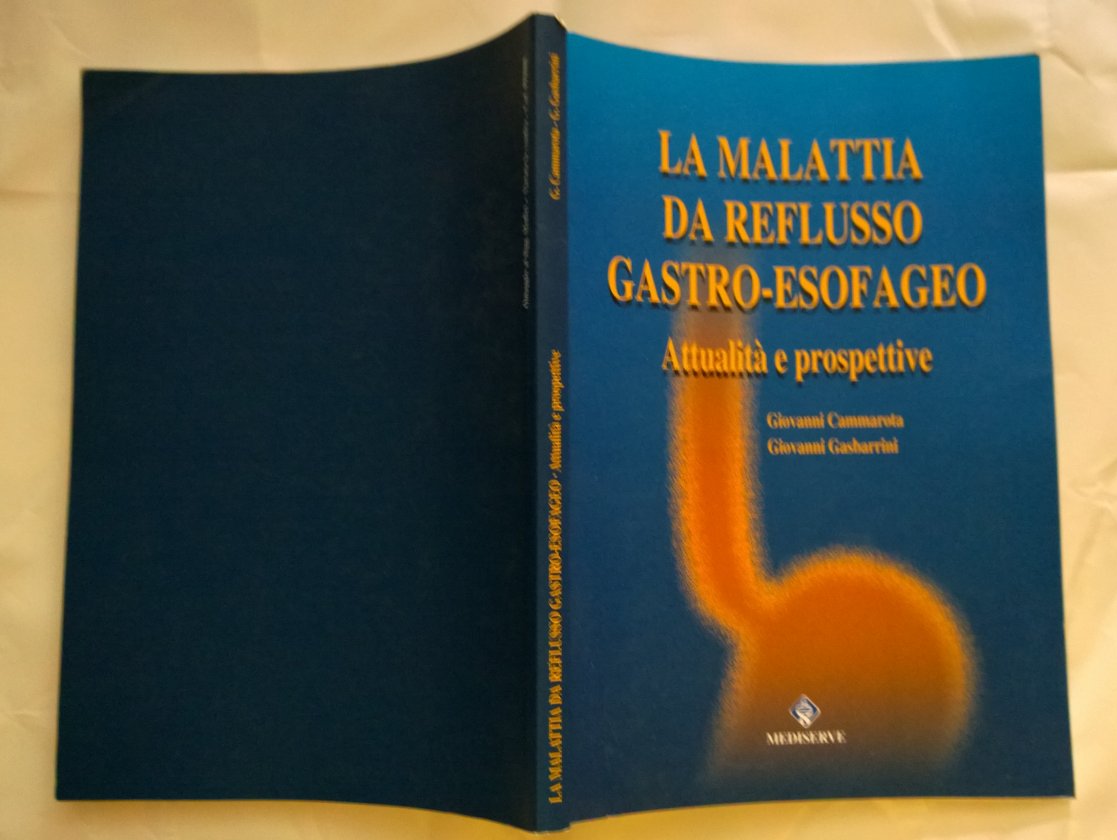 LA MALATTIA
DA REFLUSSO
GASTRO-ESOFAGEO
Attualità e prospettive
Giovanni Cammarota
Giovanni Gasbarrini
MEDISERVE
LA MALATTIA DA REFLUSSO GASTRO-ESOFAGEO - Attualità e prospettive
G. Cammarota - G. Gasbarrini